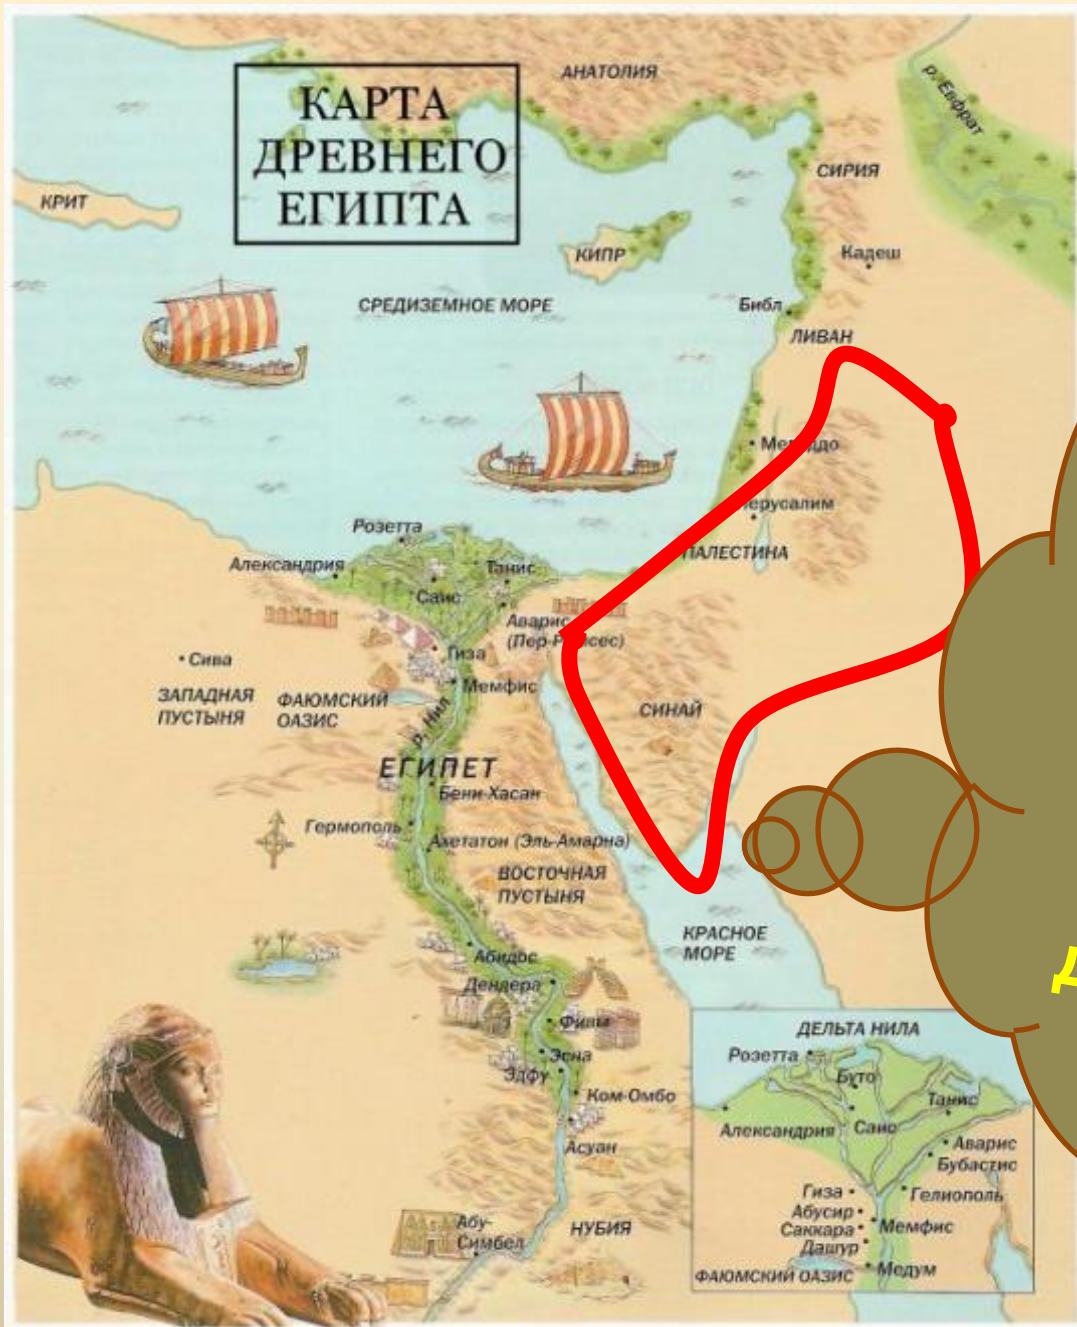 КАРТА
ДРЕВНЕГО
ЕГИПТА
АНАТОЛИЯ
р. Евфрат
СИРИЯ
КРИТ
КИПР
Кадеш
СРЕДИЗЕМНОЕ МОРЕ
Библ
ЛИВАН
ПАЛЕСТИНА
Розетта
Александрия
Танис
Саис
Аварис
Гиза
Сива
Мемфис
ЗАПАДНАЯ
ПУСТЫНЯ
ФАЮМСКИЙ
ОАЗИС
р. Нил
СИНАЙ
ЕГИПЕТ
Бени-Хасан
Гермополь
Ахетатон (Эль-Амарна)
ВОСТОЧНАЯ
ПУСТЫНЯ
КРАСНОЕ
МОРЕ
Абидос
Дендера
Филы
Эсна
Эдфу
Ком-Омбо
Асуан
НУБИЯ
Абу-
Симбел
ДЕЛЬТА НИЛА
Розетта
Буто
Танис
Александрия
Саис
Аварис
Бубастис
Гиза
Гелиополь
Абусир
Саккара
Мемфис
Дашур
ФАЮМСКИЙ ОАЗИС
Медум